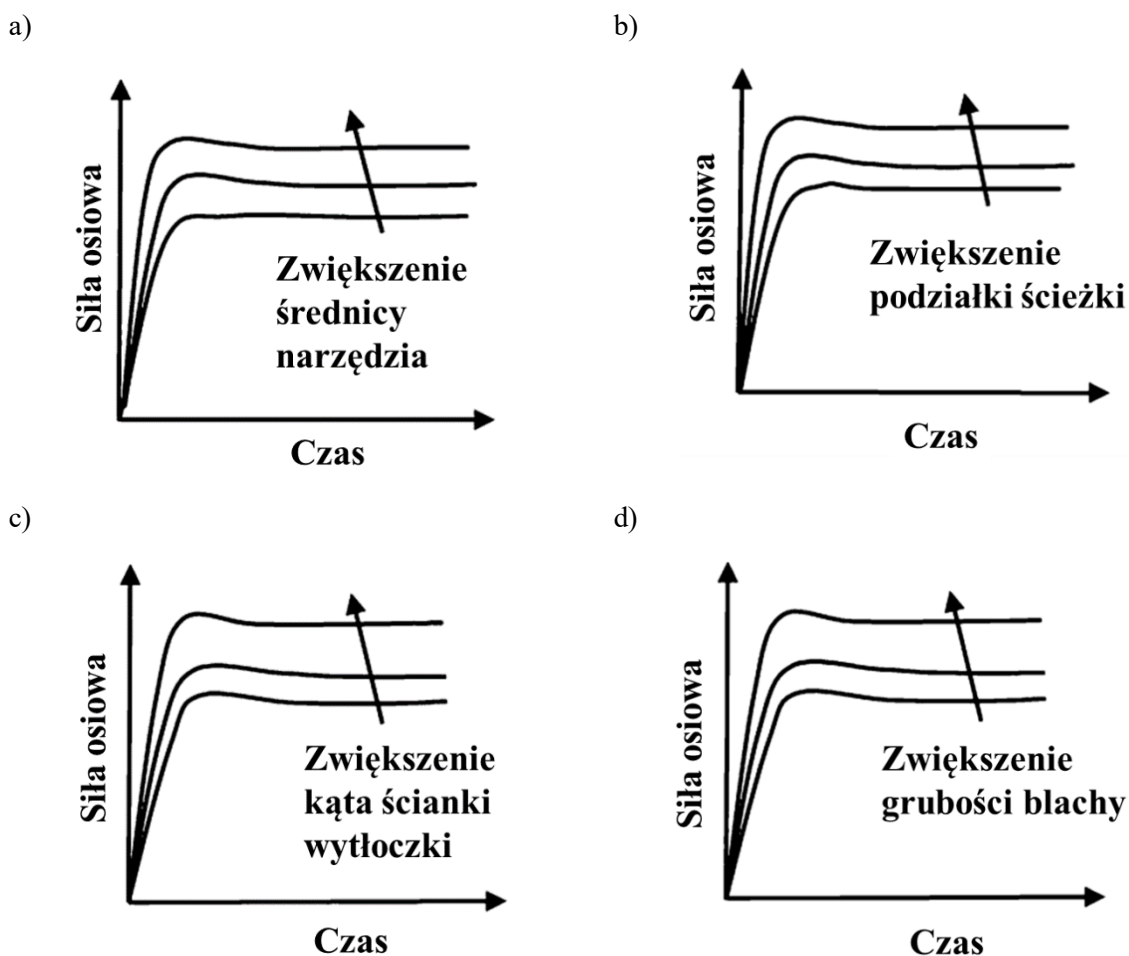 a)
Siła osiowa
Zwiększenie
średnicy
narzędzia
Czas
b)
Siła osiowa
Zwiększenie
podziałki ścieżki
Czas
c)
Siła osiowa
Zwiększenie
kąta ścianki
wytłoczki
Czas
d)
Siła osiowa
Zwiększenie
grubości blachy
Czas